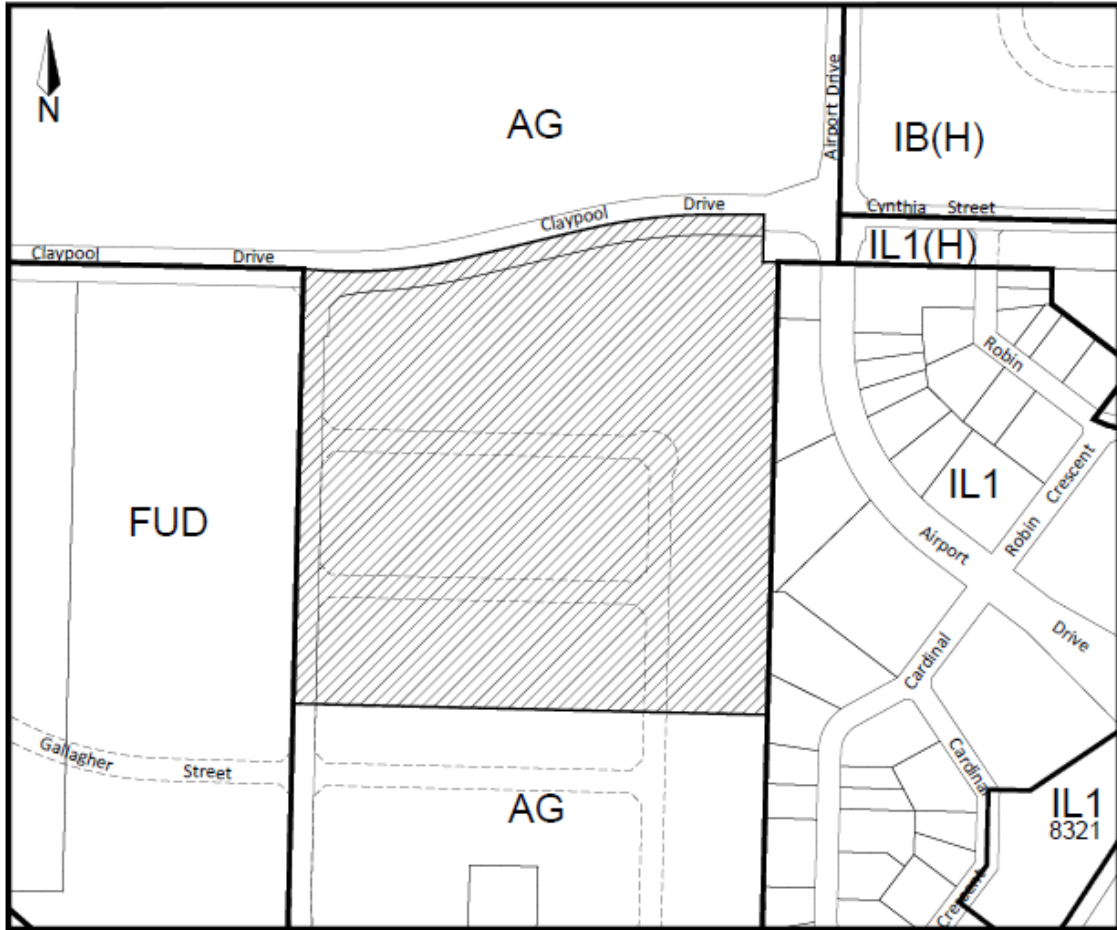 N
AG
Airport Drive
IB(H)
Claypool Drive
Cynthia Street
Claypool Drive
IL1(H)
Robin
Crescent
Robin
IL1
FUD
Airport
Drive
Cardinal
Gallagher Street
Cardinal
AG
IL1
8321
Crescent